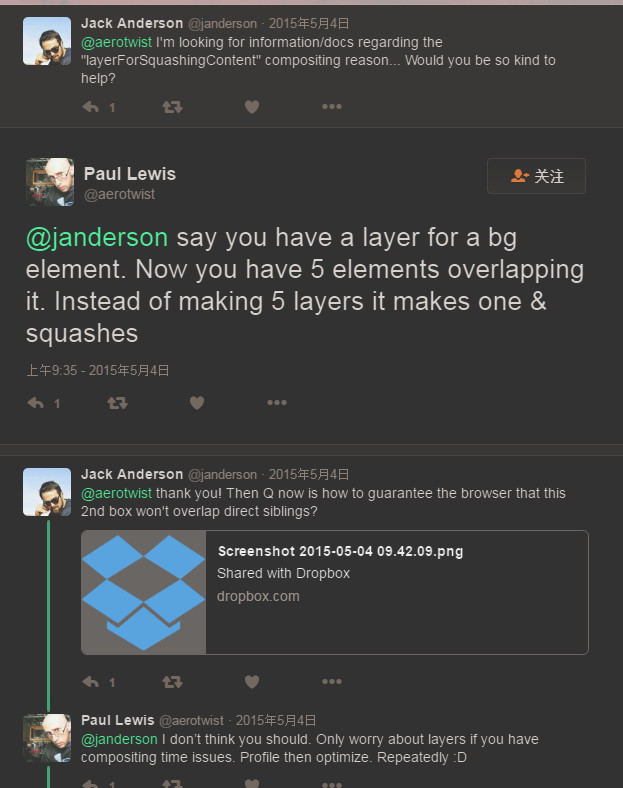 Jack Anderson @janderson · 2015年5月4日
@aerotwist I'm looking for information/docs regarding the
"layerForSquashingContent" compositing reason... Would you be so kind to
help?
1
Paul Lewis
@aerotwist
关注
@janderson say you have a layer for a bg
element. Now you have 5 elements overlapping
it. Instead of making 5 layers it makes one &
squashes
上午9:35 - 2015年5月4日
1
Jack Anderson @janderson · 2015年5月4日
@aerotwist thank you! Then Q now is how to guarantee the browser that this
2nd box won't overlap direct siblings?
Screenshot 2015-05-04 09.42.09.png
Shared with Dropbox
dropbox.com
1
Paul Lewis @aerotwist · 2015年5月4日
@janderson I don't think you should. Only worry about layers if you have
compositing time issues. Profile then optimize. Repeatedly :D
1